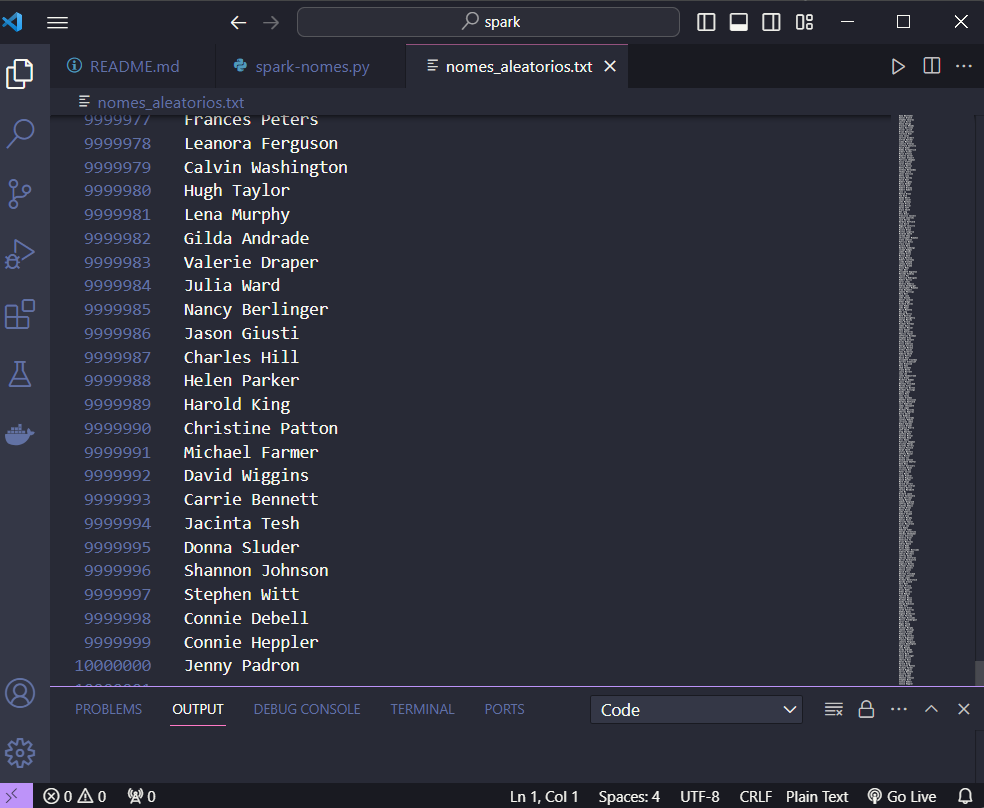 spark
README.md
spark-nomes.py
nomes_aleatorios.txt
nomes_aleatorios.txt
9999977 Frances Peters
9999978 Leanora Ferguson
9999979 Calvin Washington
9999980 Hugh Taylor
9999981 Lena Murphy
9999982 Gilda Andrade
9999983 Valerie Draper
9999984 Julia Ward
9999985 Nancy Berlinger
9999986 Jason Giusti
9999987 Charles Hill
9999988 Helen Parker
9999989 Harold King
9999990 Christine Patton
9999991 Michael Farmer
9999992 David Wiggins
9999993 Carrie Bennett
9999994 Jacinta Tesh
9999995 Donna Sluder
9999996 Shannon Johnson
9999997 Stephen Witt
9999998 Connie Debell
9999999 Connie Heppler
10000000 Jenny Padron
PROBLEMS OUTPUT DEBUG CONSOLE TERMINAL PORTS Code
0 0 0 Ln 1, Col 1 Spaces: 4 UTF-8 CRLF Plain Text Go Live